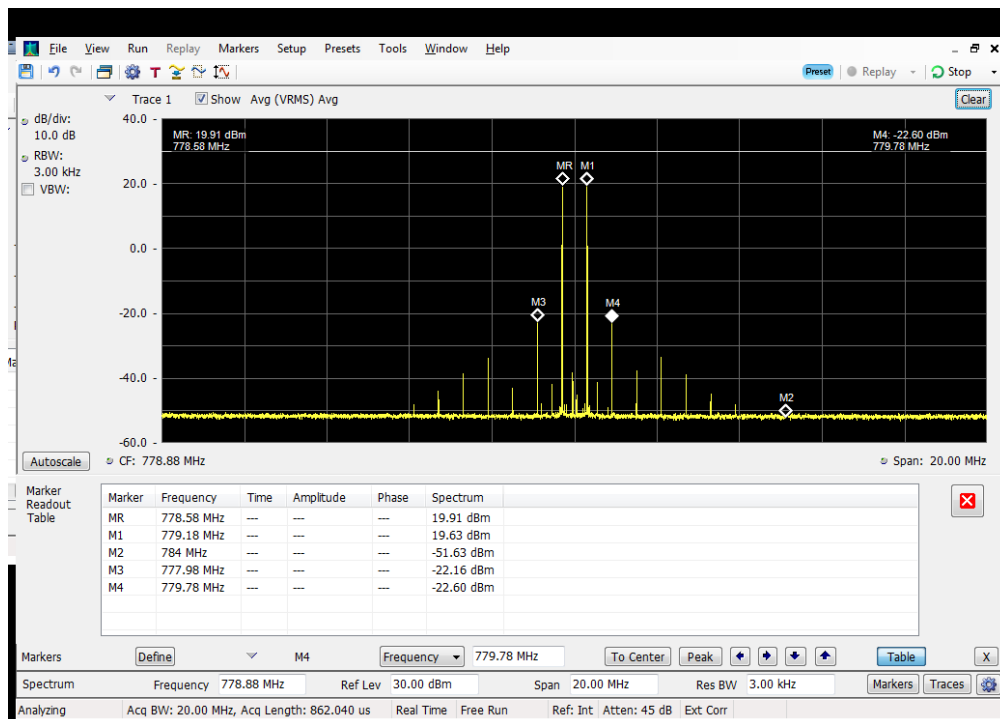 File View Run Replay Markers Setup Presets Tools Window Help
T Preset Replay Stop
Trace 1 Show Avg (VRMS) Avg Clear
dB/div:
10.0 dB
RBW:
3.00 kHz
VBW:
40.0 -
20.0 -
0.0 -
-20.0 -
-40.0 -
-60.0 -
MR: 19.91 dBm
778.58 MHz
M4: -22.60 dBm
779.78 MHz
MR M1
M3 M4
M2
Autoscale CF: 778.88 MHz Span: 20.00 MHz
Marker
Readout
Table
Marker Frequency Time Amplitude Phase Spectrum
MR 778.58 MHz --- --- --- 19.91 dBm
M1 779.18 MHz --- --- --- 19.63 dBm
M2 784 MHz --- --- --- -51.63 dBm
M3 777.98 MHz --- --- --- -22.16 dBm
M4 779.78 MHz --- --- --- -22.60 dBm
Markers Define M4 Frequency 779.78 MHz To Center Peak Table X
Spectrum Frequency 778.88 MHz Ref Lev 30.00 dBm Span 20.00 MHz Res BW 3.00 kHz Markers Traces
Analyzing Acq BW: 20.00 MHz, Acq Length: 862.040 us Real Time Free Run Ref: Int Atten: 45 dB Ext Corr